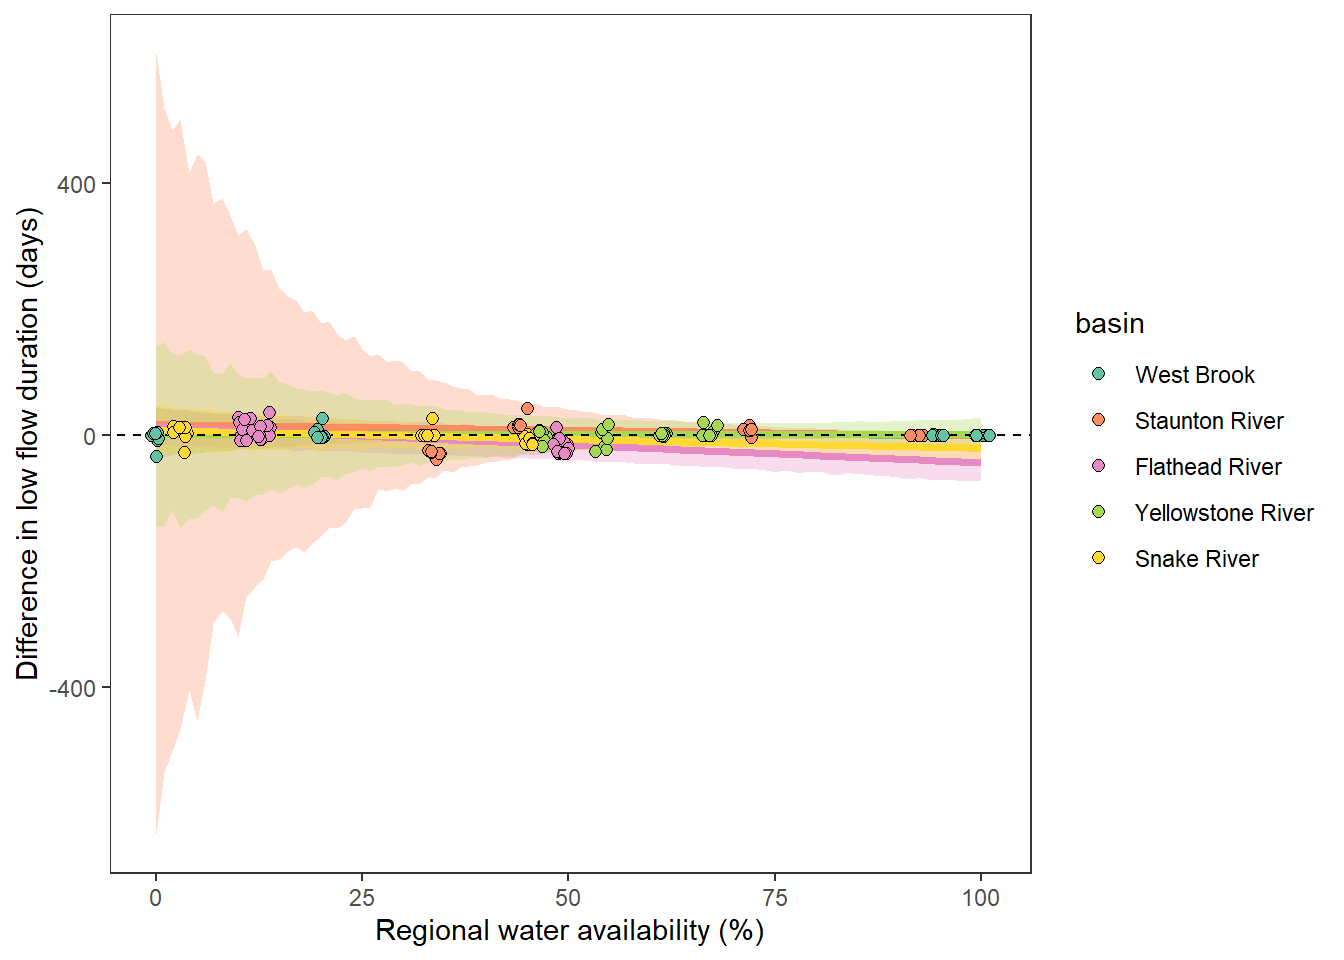 400
0
-400
Difference in low flow duration (days)
0
25
50
75
100
Regional water availability (%)
basin
West Brook
Staunton River
Flathead River
Yellowstone River
Snake River